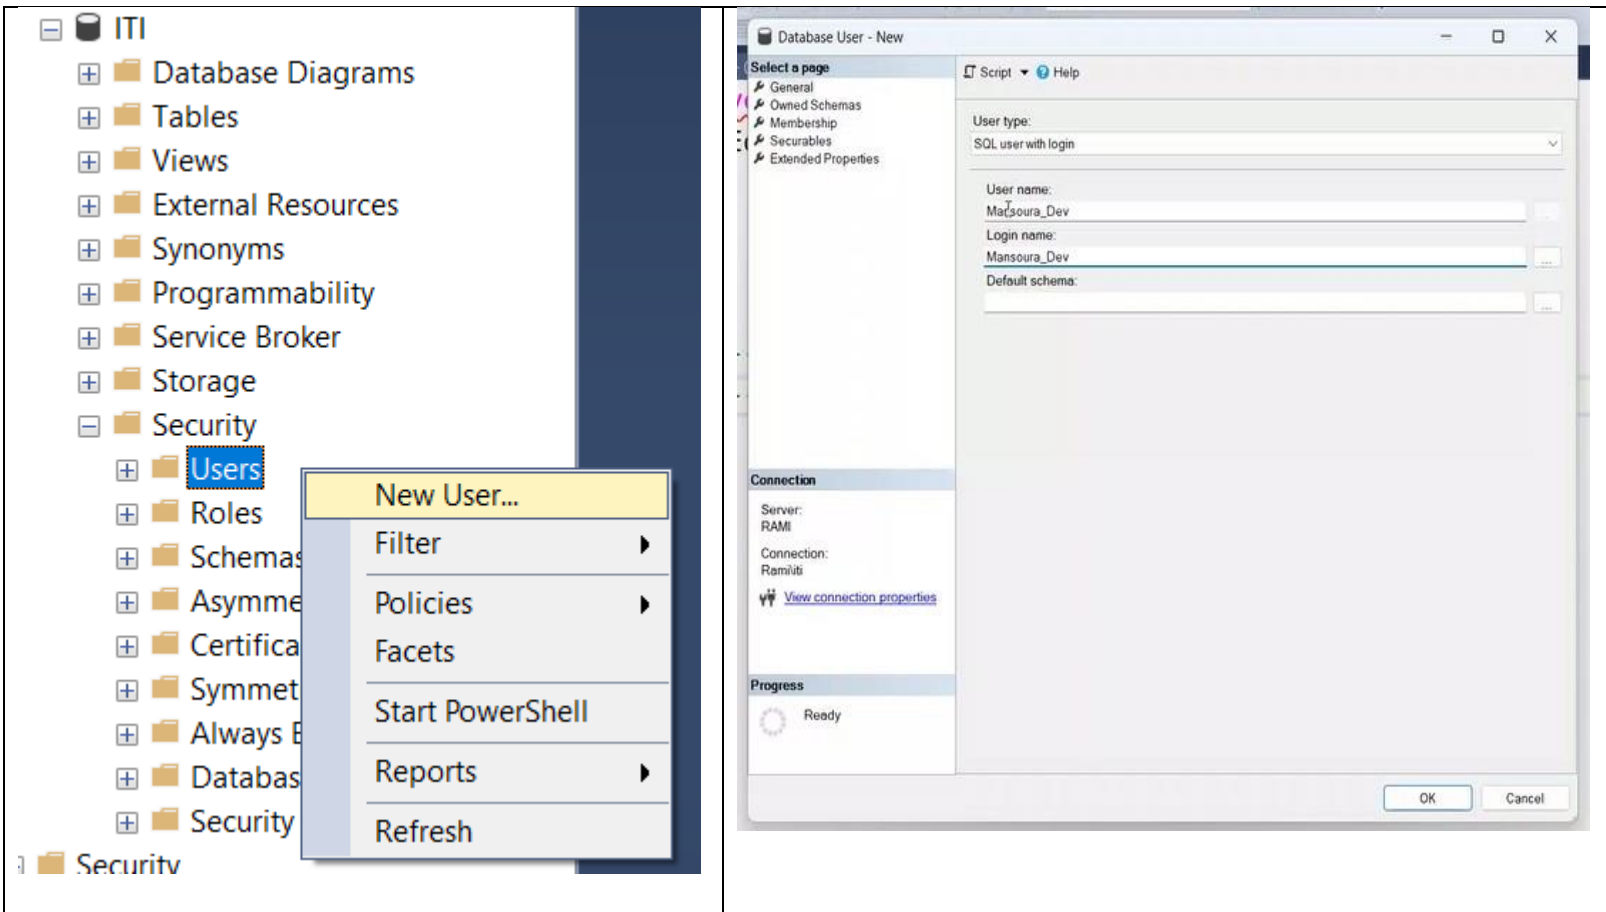 ITI
Database Diagrams
Tables
Views
External Resources
Synonyms
Programmability
Service Broker
Storage
Security
Users
Roles
Schemas
Asymme
Certifica
Symmet
Always E
Databas
Security
Security
New User...
Filter
Policies
Facets
Start PowerShell
Reports
Refresh
Database User - New
Select a page
General
Owned Schemas
Membership
Securables
Extended Properties
Script Help
User type:
SQL user with login
User name:
Mansoura_Dev
...
Login name:
Mansoura_Dev
...
Default schema:
...
Connection
Server:
RAMI
Connection:
Rami\iti
View connection properties
Progress
Ready
OK Cancel